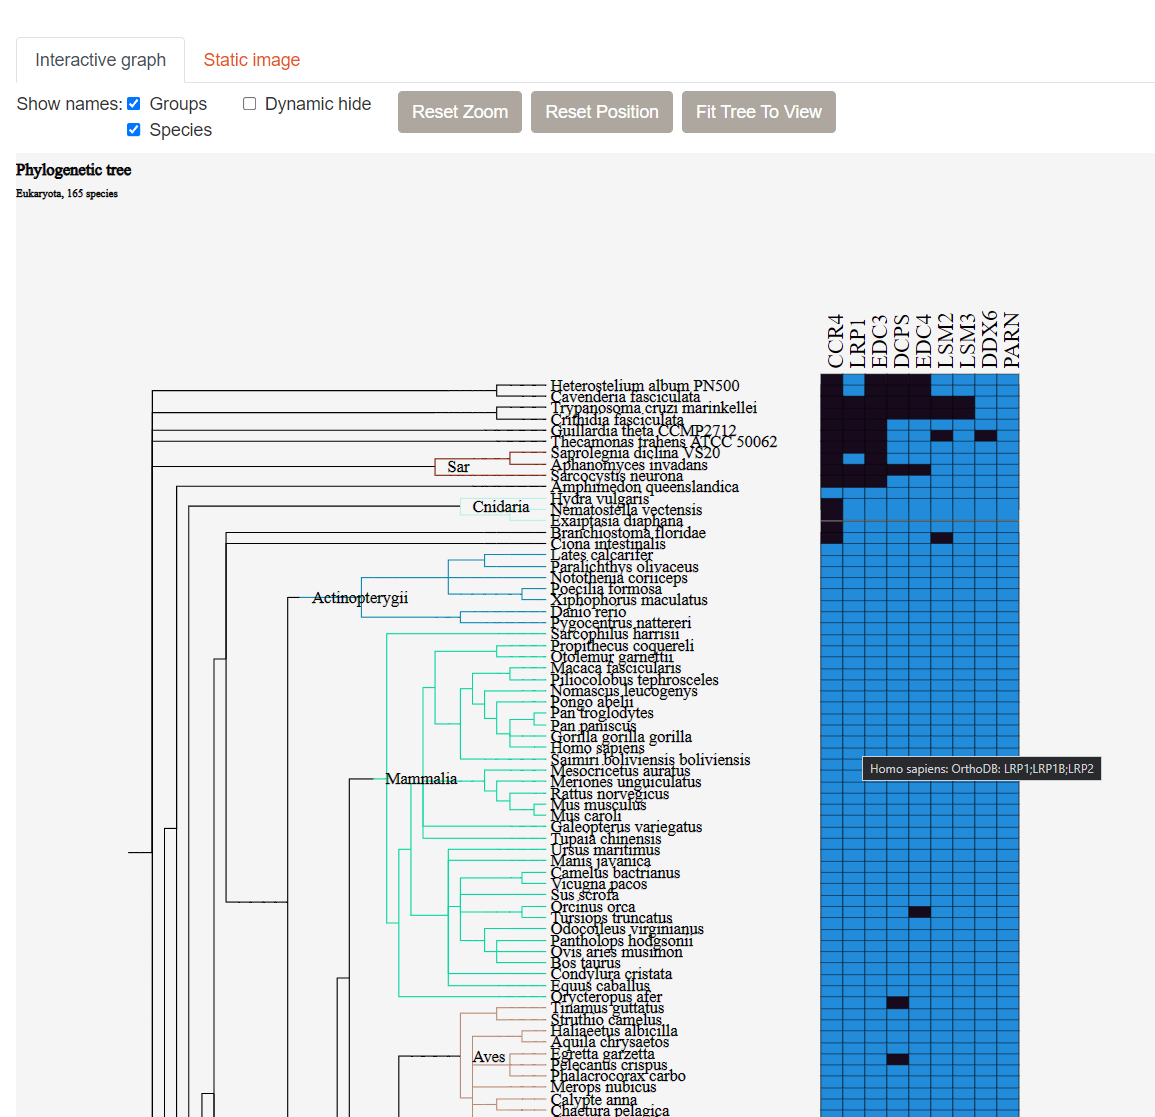 Interactive graph
Static image
Show names:
Groups
Dynamic hide
Reset Zoom
Reset Position
Fit Tree To View
Species
Phylogenetic tree
Eukaryota, 165 species
CCR4
LRP1
EDC3
DCPS
EDC4
LSM2
LSM3
DDX6
PARN
Heterostelium album PN500
Cavenderia fasciculata
Trypanosoma cruzi marinkellei
Crithidia fasciculata
Guillardia theta CCMP2712
Thecamonas trahens ATCC 50062
Saprolegnia diclina VS20
Sar
Aphanomyces invadans
Sarcocystis neurona
Amphimedon queenslandica
Hydra vulgaris
Cnidaria
Nematostella vectensis
Exaiptasia diaphana
Branchiostoma floridae
Ciona intestinalis
Lates calcarifer
Paralichthys olivaceus
Notothenia coriiceps
Poecilia formosa
Actinopterygii
Xiphophorus maculatus
Danio rerio
Pygocentrus nattereri
Sarcophilus harrisii
Propithecus coquereli
Otolemur garnettii
Macaca fascicularis
Piliocolobus tephrosceles
Nomascus leucogenys
Pongo abelii
Pan troglodytes
Pan paniscus
Gorilla gorilla gorilla
Homo sapiens
Saimiri boliviensis boliviensis
Homo sapiens: OrthoDB: LRP1;LRP1B;LRP2
Mesocricetus auratus
Mammalia
Meriones unguiculatus
Rattus norvegicus
Mus musculus
Mus caroli
Galeopterus variegatus
Tupaia chinensis
Ursus maritimus
Manis javanica
Camelus bactrianus
Vicugna pacos
Sus scrofa
Orcinus orca
Tursiops truncatus
Odocoileus virginianus
Pantholops hodgsonii
Ovis aries musimon
Bos taurus
Condylura cristata
Equus caballus
Orycteropus afer
Tinamus guttatus
Struthio camelus
Haliaeetus albicilla
Aquila chrysaetos
Egretta garzetta
Aves
Pelecanus crispus
Phalacrocorax carbo
Merops nubicus
Calypte anna
Chaetura pelagica